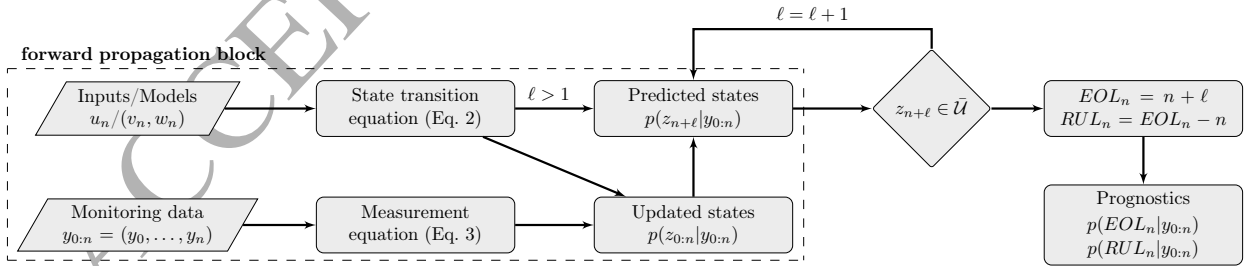 ℓ = ℓ + 1
forward propagation block
Inputs/Models
u_n/(v_n, w_n)
State transition
equation (Eq. 2)
ℓ > 1
Predicted states
p(z_{n+ℓ}|y_{0:n})
z_{n+ℓ} ∈ Ū
EOL_n = n + ℓ
RUL_n = EOL_n − n
Monitoring data
y_{0:n} = (y_0, . . . , y_n)
Measurement
equation (Eq. 3)
Updated states
p(z_{0:n}|y_{0:n})
Prognostics
p(EOL_n|y_{0:n})
p(RUL_n|y_{0:n})